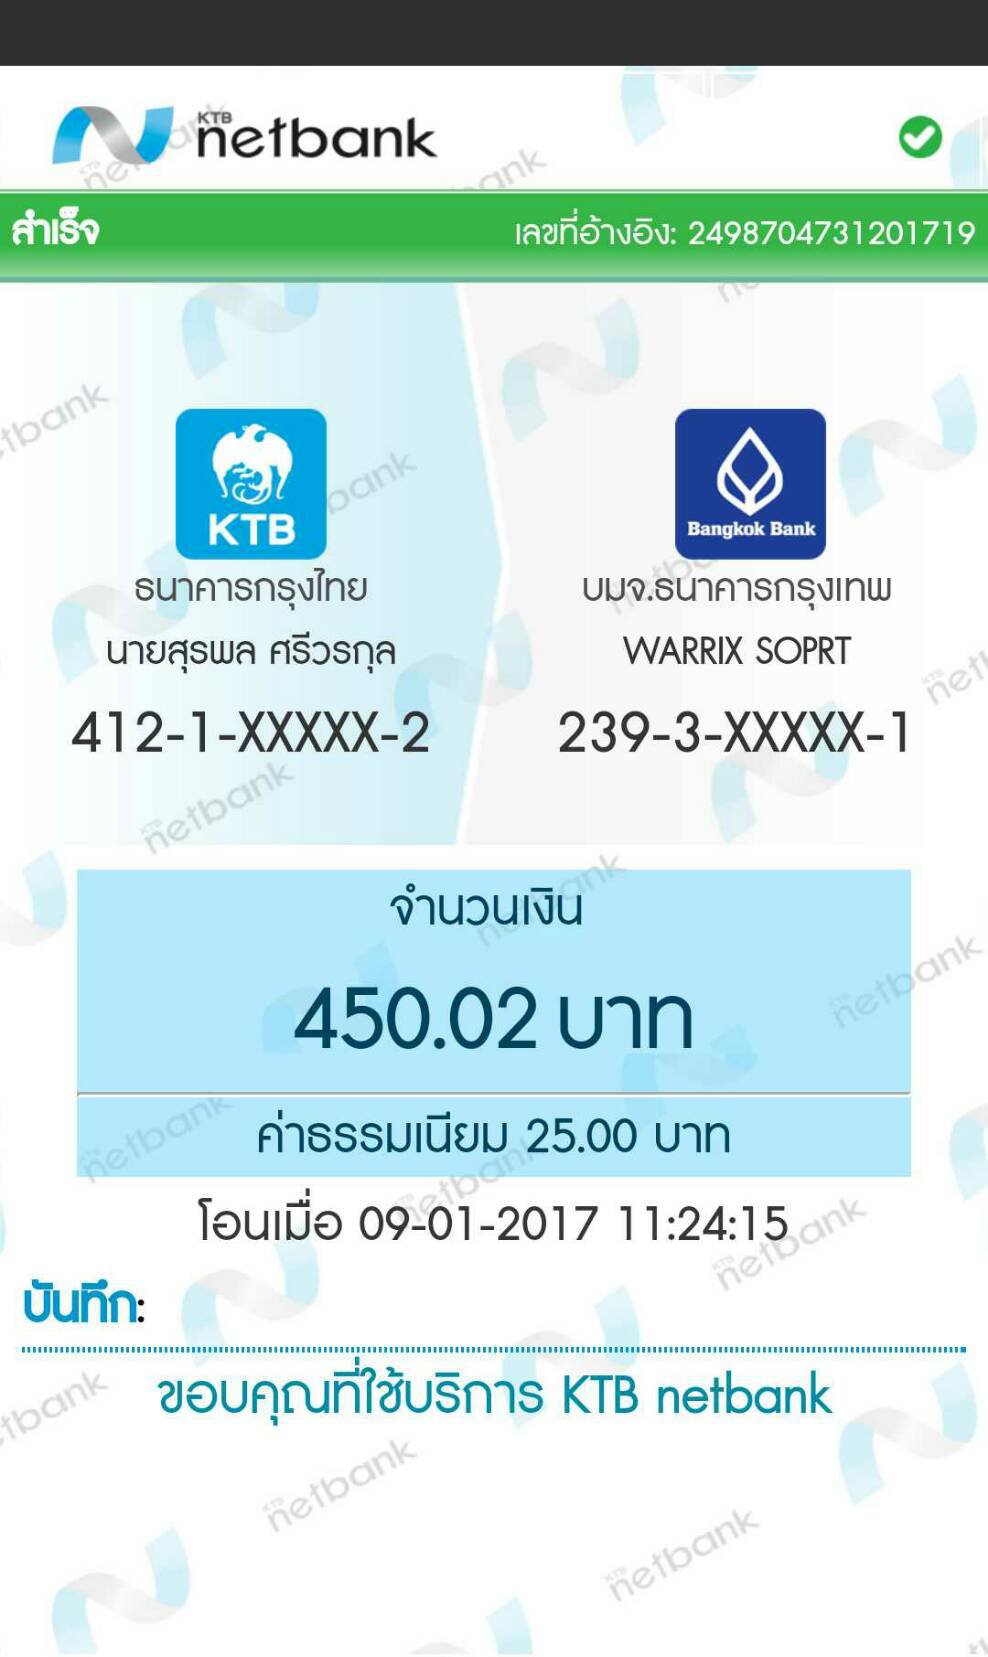 KTB netbank
สำเร็จ เลขที่อ้างอิง: 2498704731201719
KTB Bangkok Bank
ธนาคารกรุงไทย บมจ.ธนาคารกรุงเทพ
นายสุรพล ศรีวรกุล WARRIX SOPRT
412-1-XXXXX-2 239-3-XXXXX-1
จำนวนเงิน
450.02 บาท
ค่าธรรมเนียม 25.00 บาท
โอนเมื่อ 09-01-2017 11:24:15
บันทึก:
ขอบคุณที่ใช้บริการ KTB netbank